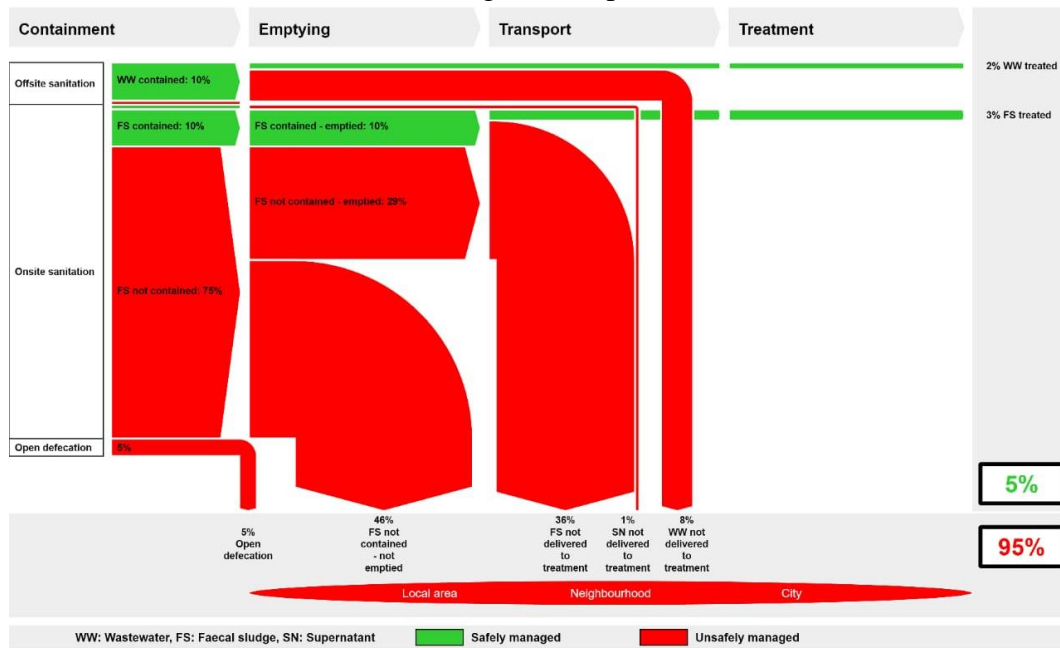 Containment
Emptying
Transport
Treatment
Offsite sanitation
WW contained: 10%
2% WW treated
FS contained: 10%
FS contained - emptied: 10%
3% FS treated
FS not contained - emptied: 29%
Onsite sanitation
FS not contained: 75%
Open defecation
5%
5%
95%
5%
Open
defecation
46%
FS not
contained
- not
emptied
36%
FS not
delivered
to
treatment
1%
SN not
delivered
to
treatment
8%
WW not
delivered
to
treatment
Local area
Neighbourhood
City
WW: Wastewater, FS: Faecal sludge, SN: Supernatant
Safely managed
Unsafely managed